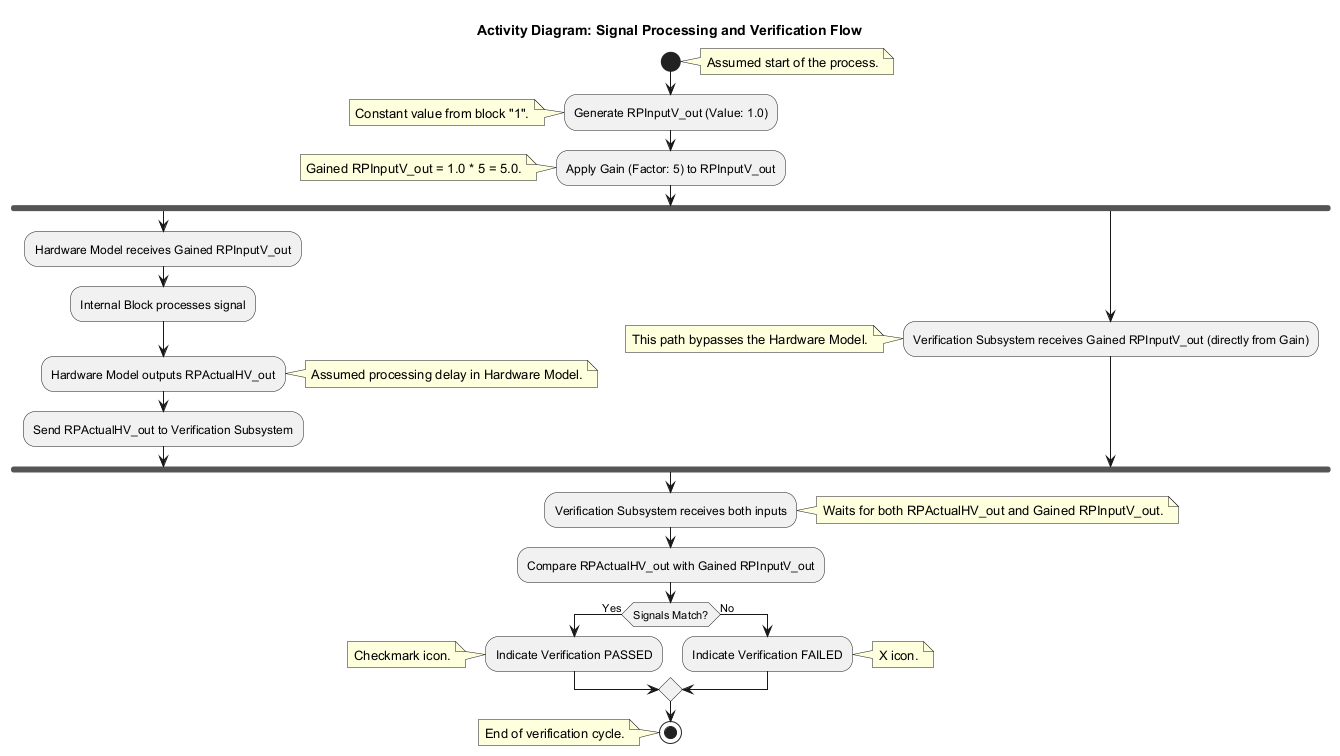 Activity Diagram: Signal Processing and Verification Flow
Assumed start of the process.
Constant value from block "1".
Generate RPInputV_out (Value: 1.0)
Gained RPInputV_out = 1.0 * 5 = 5.0.
Apply Gain (Factor: 5) to RPInputV_out
Hardware Model receives Gained RPInputV_out
Internal Block processes signal
Hardware Model outputs RPActualHV_out
Assumed processing delay in Hardware Model.
Send RPActualHV_out to Verification Subsystem
This path bypasses the Hardware Model.
Verification Subsystem receives Gained RPInputV_out (directly from Gain)
Verification Subsystem receives both inputs
Waits for both RPActualHV_out and Gained RPInputV_out.
Compare RPActualHV_out with Gained RPInputV_out
Yes
Signals Match?
No
Checkmark icon.
Indicate Verification PASSED
Indicate Verification FAILED
X icon.
End of verification cycle.